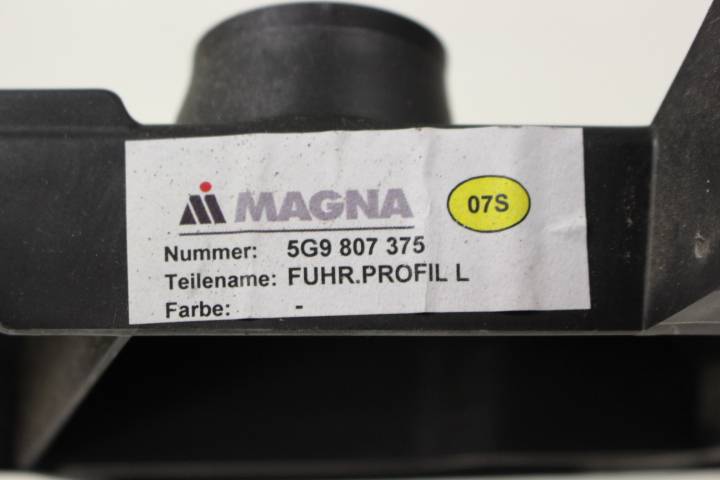 MAGNA
07S
Nummer: 5G9 807 375
Teilename: FUHR.PROFIL L
Farbe: -